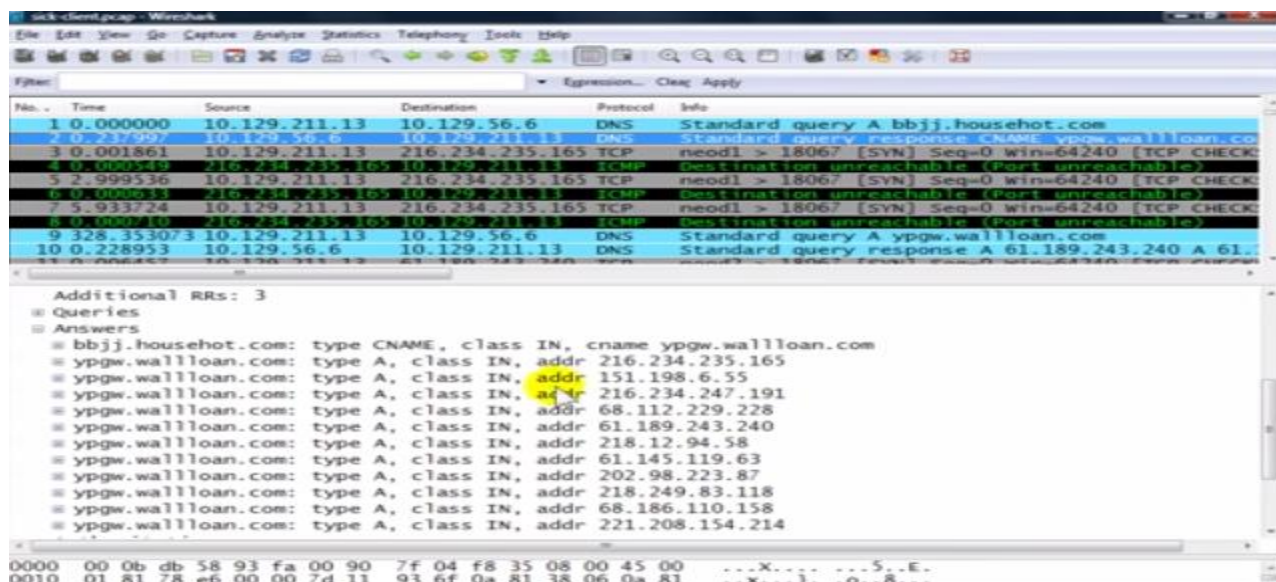 sick-client.pcap - Wireshark
File Edit View Go Capture Analyze Statistics Telephony Tools Help
Filter: Expression... Clear Apply
No. . Time Source Destination Protocol Info
1 0.000000 10.129.211.13 10.129.56.6 DNS Standard query A bbjj.househot.com
2 0.237997 10.129.56.6 10.129.211.13 DNS Standard query response CNAME ypgw.wallloan.co
3 0.001861 10.129.211.13 216.234.235.165 TCP neod1 > 18067 [SYN] Seq=0 Win=64240 [TCP CHECK
4 0.000549 216.234.235.165 10.129.211.13 ICMP Destination unreachable (Port unreachable)
5 2.999536 10.129.211.13 216.234.235.165 TCP neod1 > 18067 [SYN] Seq=0 Win=64240 [TCP CHECK
6 0.000633 216.234.235.165 10.129.211.13 ICMP Destination unreachable (Port unreachable)
7 5.933724 10.129.211.13 216.234.235.165 TCP neod1 > 18067 [SYN] Seq=0 Win=64240 [TCP CHECK
8 0.000710 216.234.235.165 10.129.211.13 ICMP Destination unreachable (Port unreachable)
9 328.353073 10.129.211.13 10.129.56.6 DNS Standard query A ypgw.wallloan.com
10 0.228953 10.129.56.6 10.129.211.13 DNS Standard query response A 61.189.243.240 A 61.
Additional RRs: 3
Queries
Answers
bbjj.househot.com: type CNAME, class IN, cname ypgw.wallloan.com
ypgw.wallloan.com: type A, class IN, addr 216.234.235.165
ypgw.wallloan.com: type A, class IN, addr 151.198.6.55
ypgw.wallloan.com: type A, class IN, addr 216.234.247.191
ypgw.wallloan.com: type A, class IN, addr 68.112.229.228
ypgw.wallloan.com: type A, class IN, addr 61.189.243.240
ypgw.wallloan.com: type A, class IN, addr 218.12.94.58
ypgw.wallloan.com: type A, class IN, addr 61.145.119.63
ypgw.wallloan.com: type A, class IN, addr 202.98.223.87
ypgw.wallloan.com: type A, class IN, addr 218.249.83.118
ypgw.wallloan.com: type A, class IN, addr 68.186.110.158
ypgw.wallloan.com: type A, class IN, addr 221.208.154.214
0000 00 0b db 58 93 fa 00 90 7f 04 f8 35 08 00 45 00 ...X.... ...5..E.
0010 01 81 78 e6 00 00 7d 11 93 6f 0a 81 38 06 0a 81